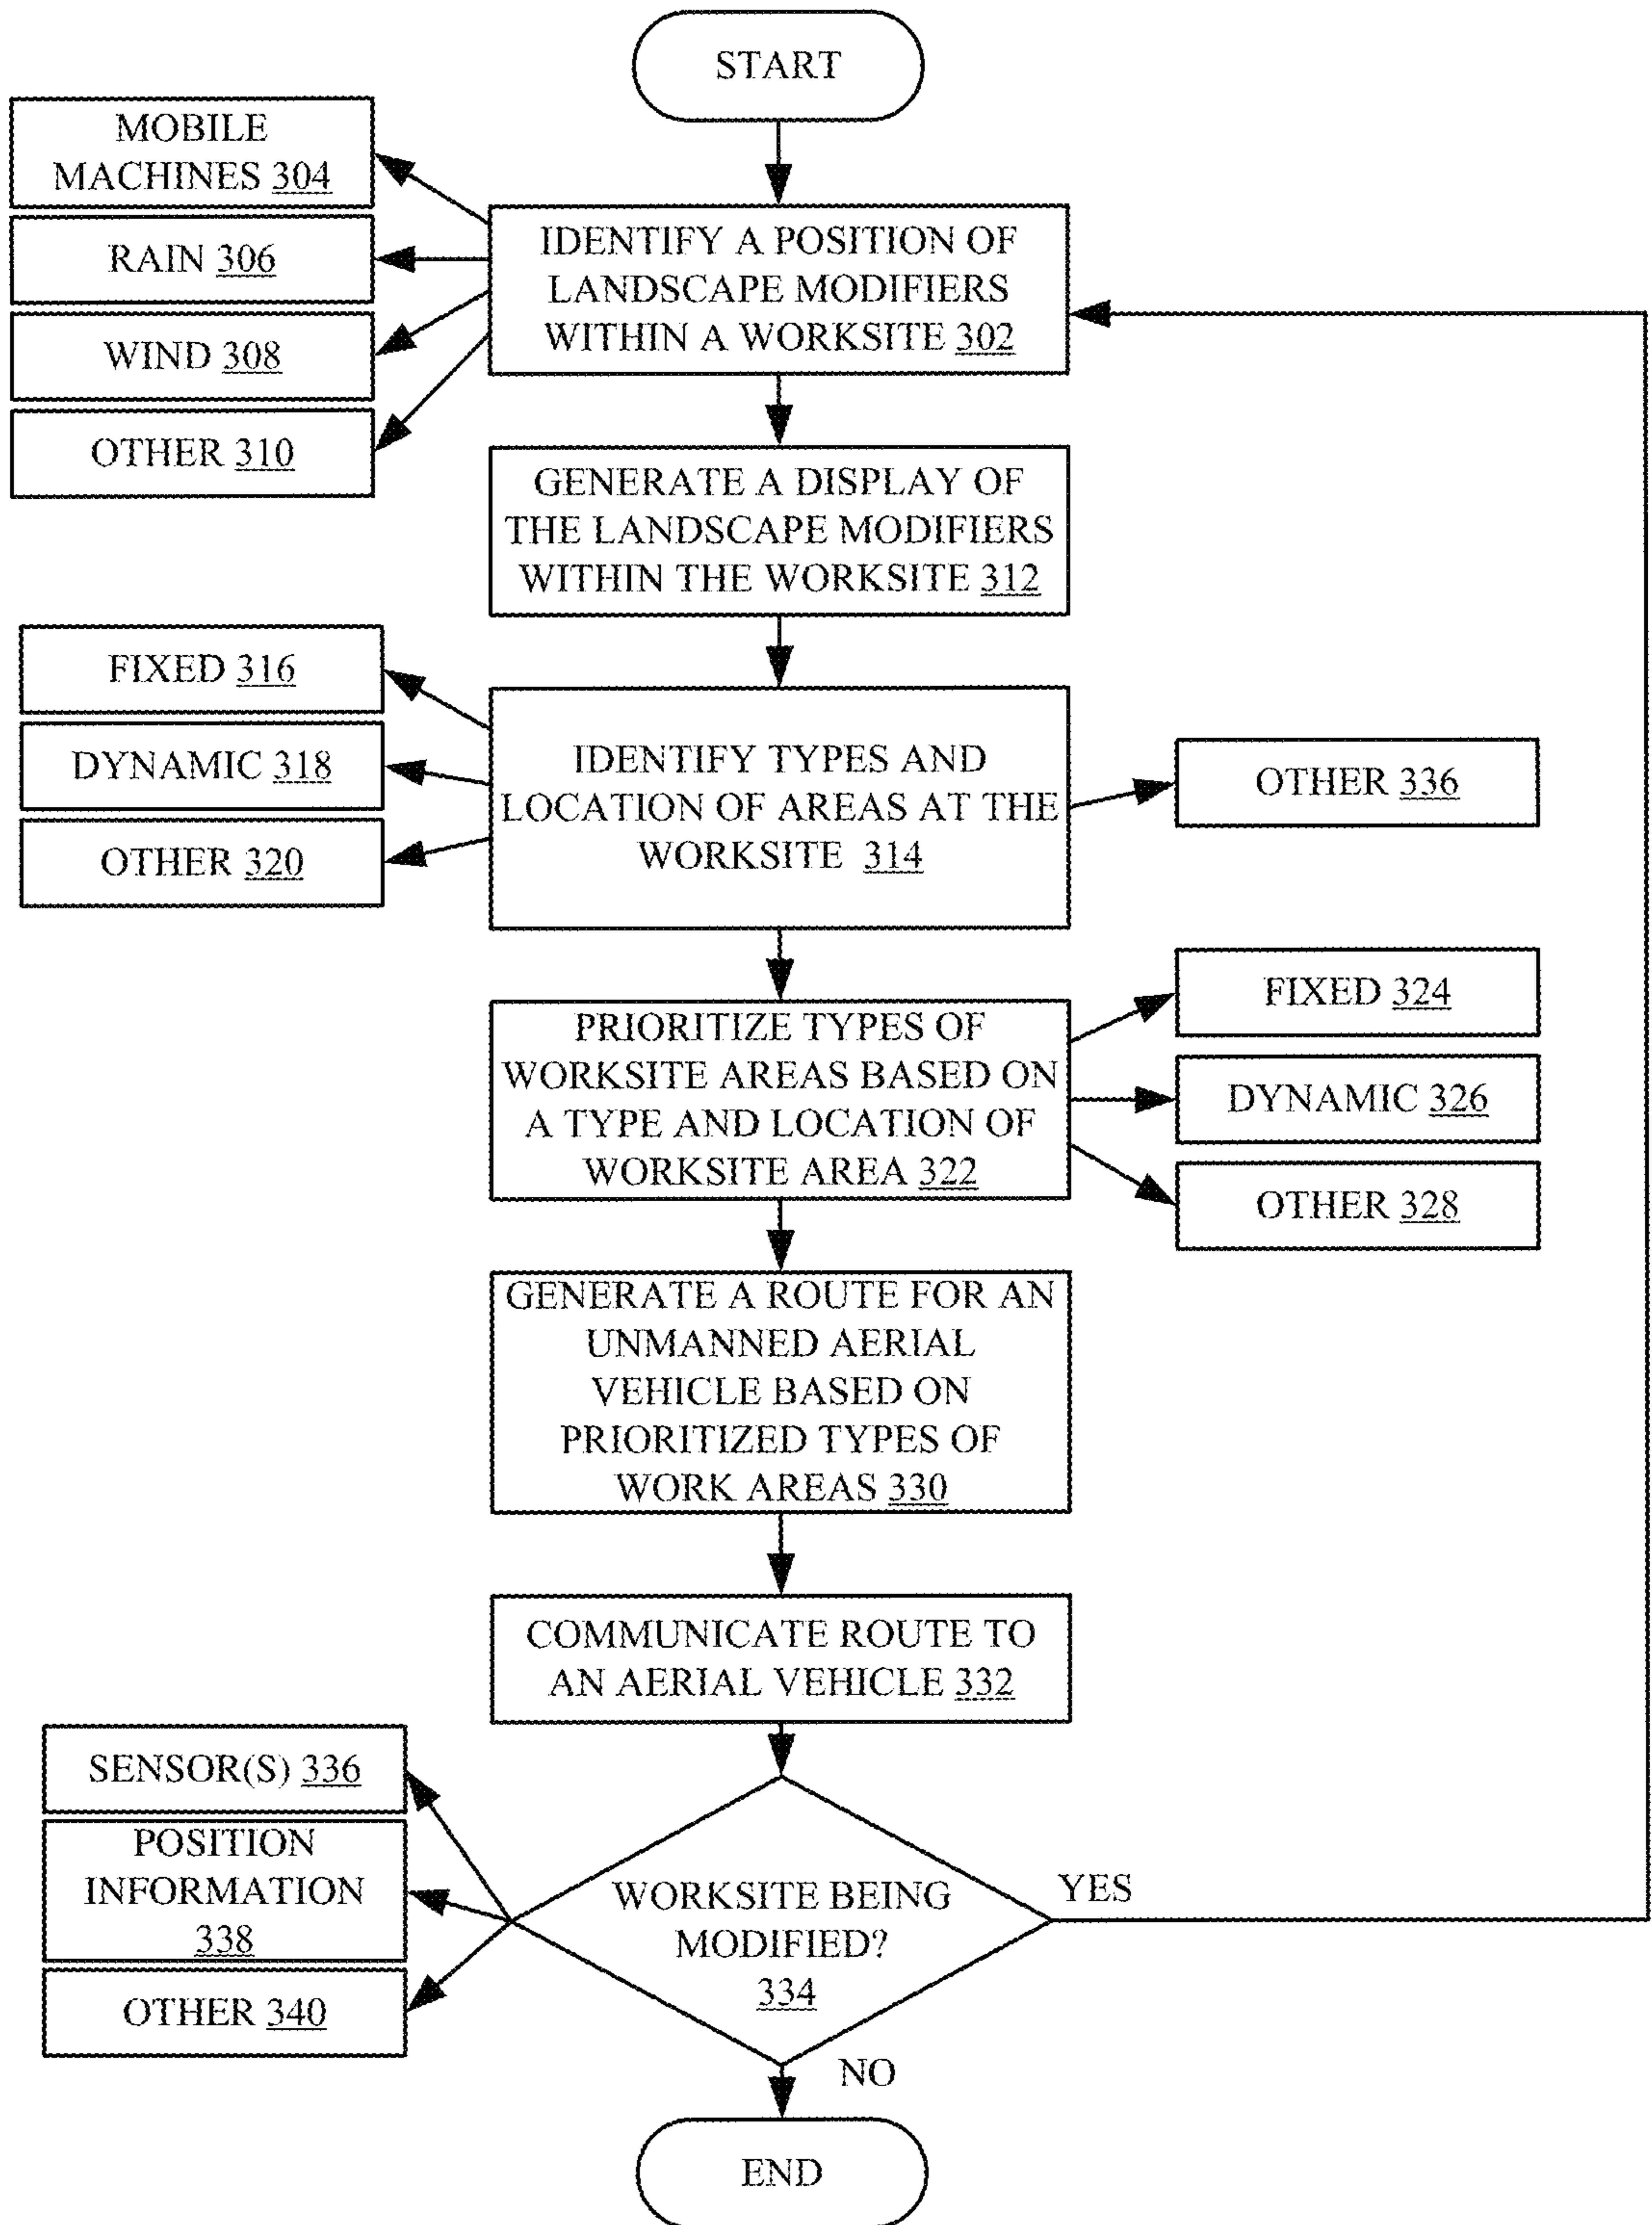 START
MOBILE
MACHINES 304
RAIN 306
WIND 308
OTHER 310
IDENTIFY A POSITION OF
LANDSCAPE MODIFIERS
WITHIN A WORKSITE 302
GENERATE A DISPLAY OF
THE LANDSCAPE MODIFIERS
WITHIN THE WORKSITE 312
FIXED 316
DYNAMIC 318
OTHER 320
IDENTIFY TYPES AND
LOCATION OF AREAS AT THE
WORKSITE 314
OTHER 336
PRIORITIZE TYPES OF
WORKSITE AREAS BASED ON
A TYPE AND LOCATION OF
WORKSITE AREA 322
FIXED 324
DYNAMIC 326
OTHER 328
GENERATE A ROUTE FOR AN
UNMANNED AERIAL
VEHICLE BASED ON
PRIORITIZED TYPES OF
WORK AREAS 330
COMMUNICATE ROUTE TO
AN AERIAL VEHICLE 332
SENSOR(S) 336
POSITION
INFORMATION
338
OTHER 340
WORKSITE BEING
MODIFIED?
334
YES
NO
END